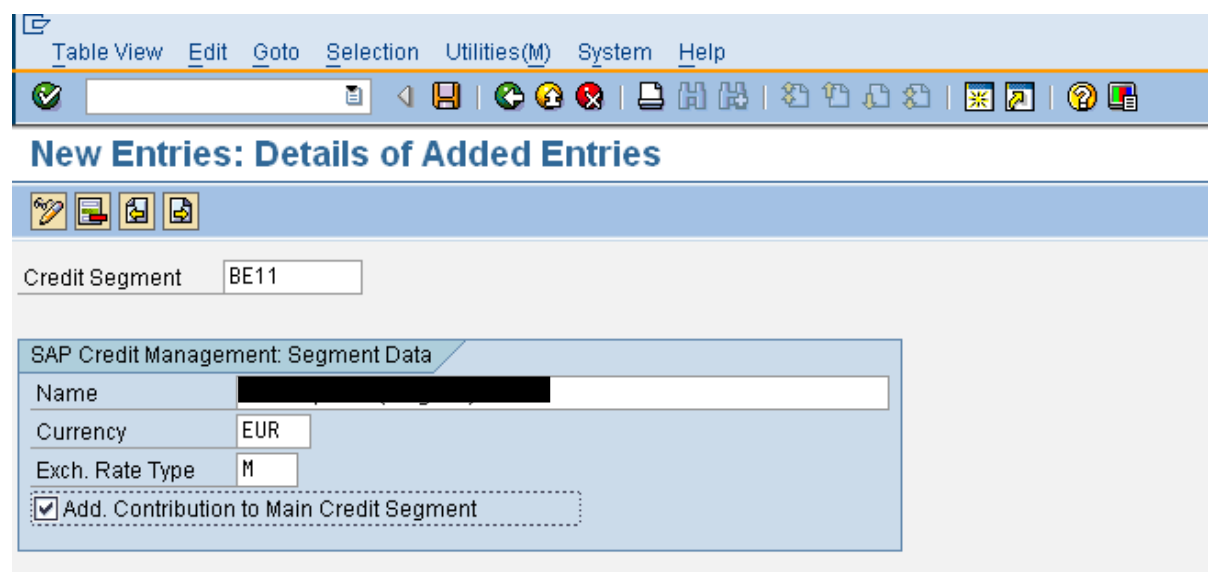 Table View Edit Goto Selection Utilities(M) System Help
New Entries: Details of Added Entries
Credit Segment BE11
SAP Credit Management: Segment Data
Name
Currency EUR
Exch. Rate Type M
Add. Contribution to Main Credit Segment